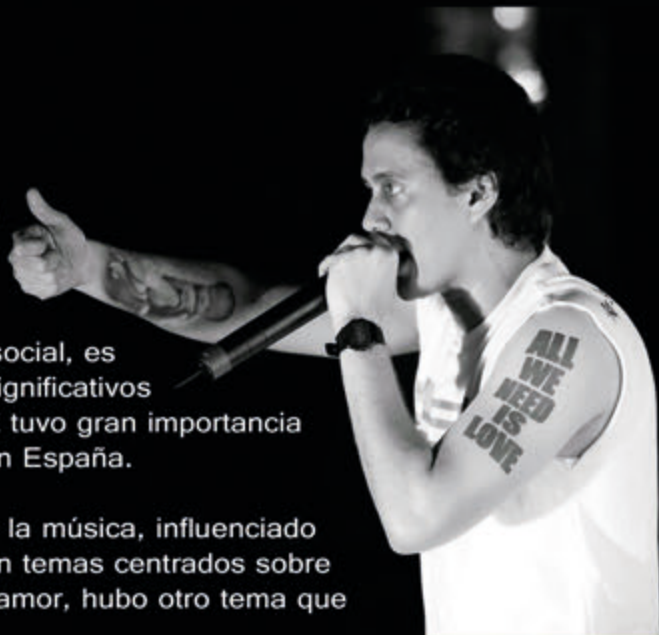 social, es
ignificativos
tuvo gran importancia
n España.
la música, influenciado
n temas centrados sobre
amor, hubo otro tema que
ALL
WE
NEED
IS
LOVE